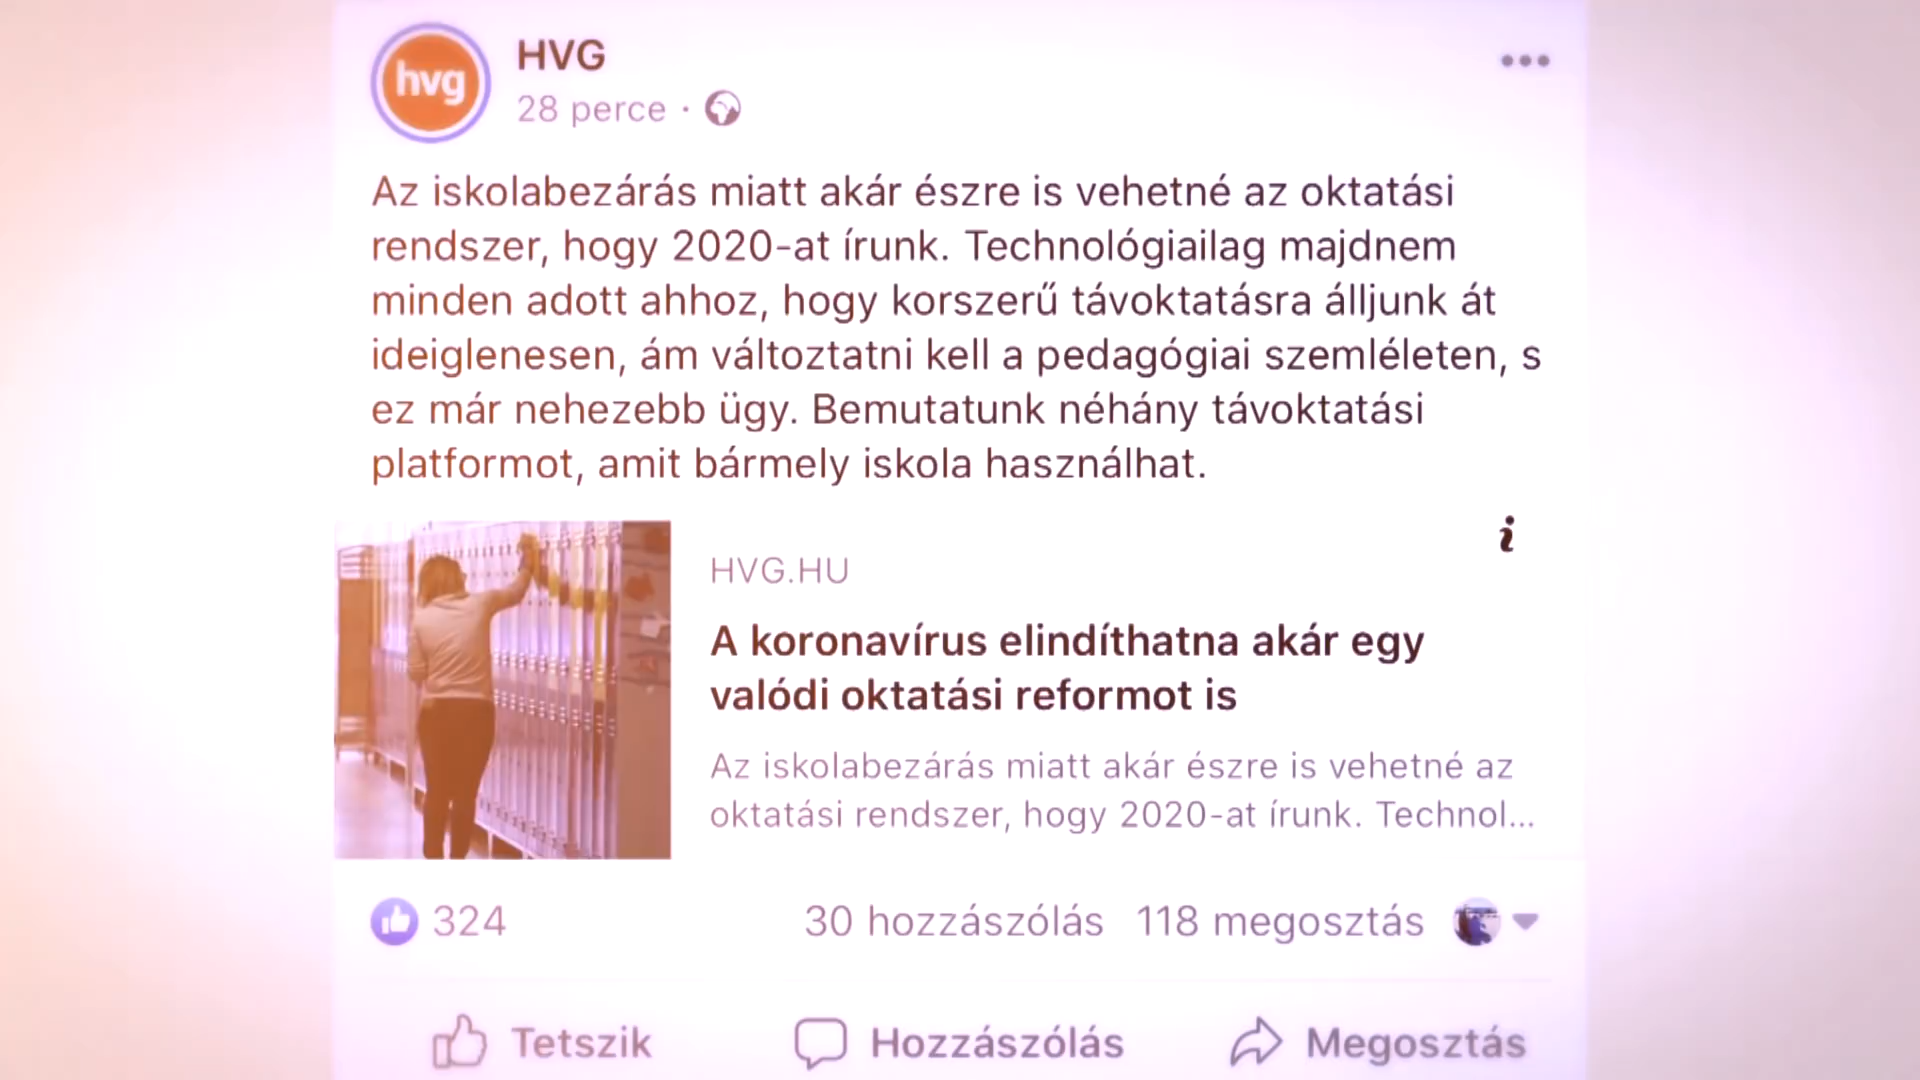 hvg
HVG
28 perce ·
Az iskolabezárás miatt akár észre is vehetné az oktatási
rendszer, hogy 2020-at írunk. Technológiailag majdnem
minden adott ahhoz, hogy korszerű távoktatásra álljunk át
ideiglenesen, ám változtatni kell a pedagógiai szemléleten, s
ez már nehezebb ügy. Bemutatunk néhány távoktatási
platformot, amit bármely iskola használhat.
i
HVG.HU
A koronavírus elindíthatna akár egy
valódi oktatási reformot is
Az iskolabezárás miatt akár észre is vehetné az
oktatási rendszer, hogy 2020-at írunk. Technol...
324
30 hozzászólás 118 megosztás
Tetszik Hozzászólás Megosztás